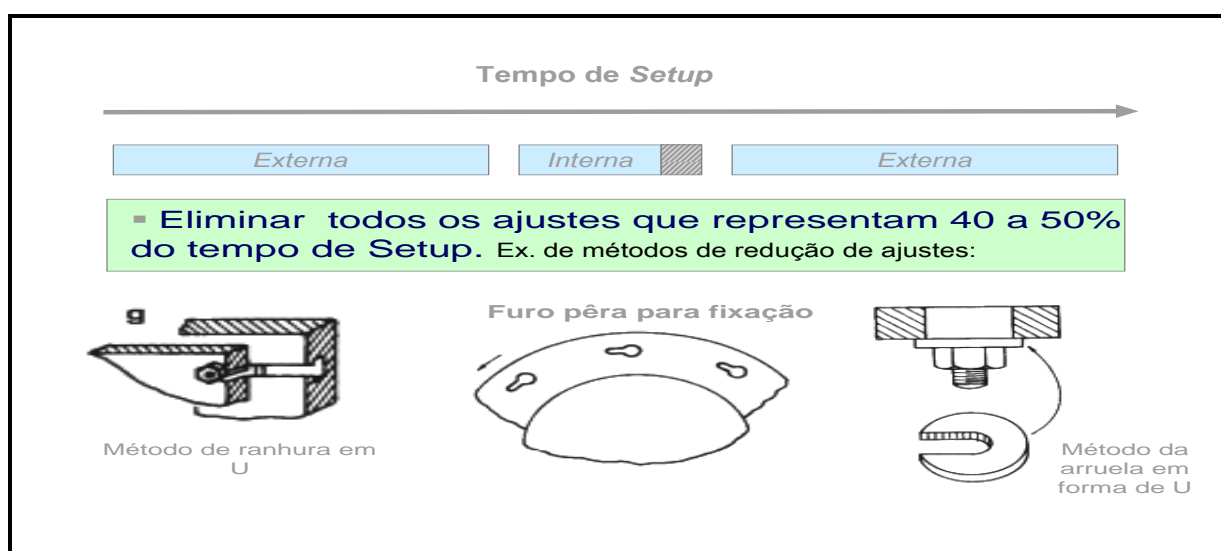 Tempo de Setup
Externa Interna Externa
▪ Eliminar todos os ajustes que representam 40 a 50%
do tempo de Setup. Ex. de métodos de redução de ajustes:
g
Furo pêra para fixação
Método de ranhura em
U
Método da
arruela em
forma de U